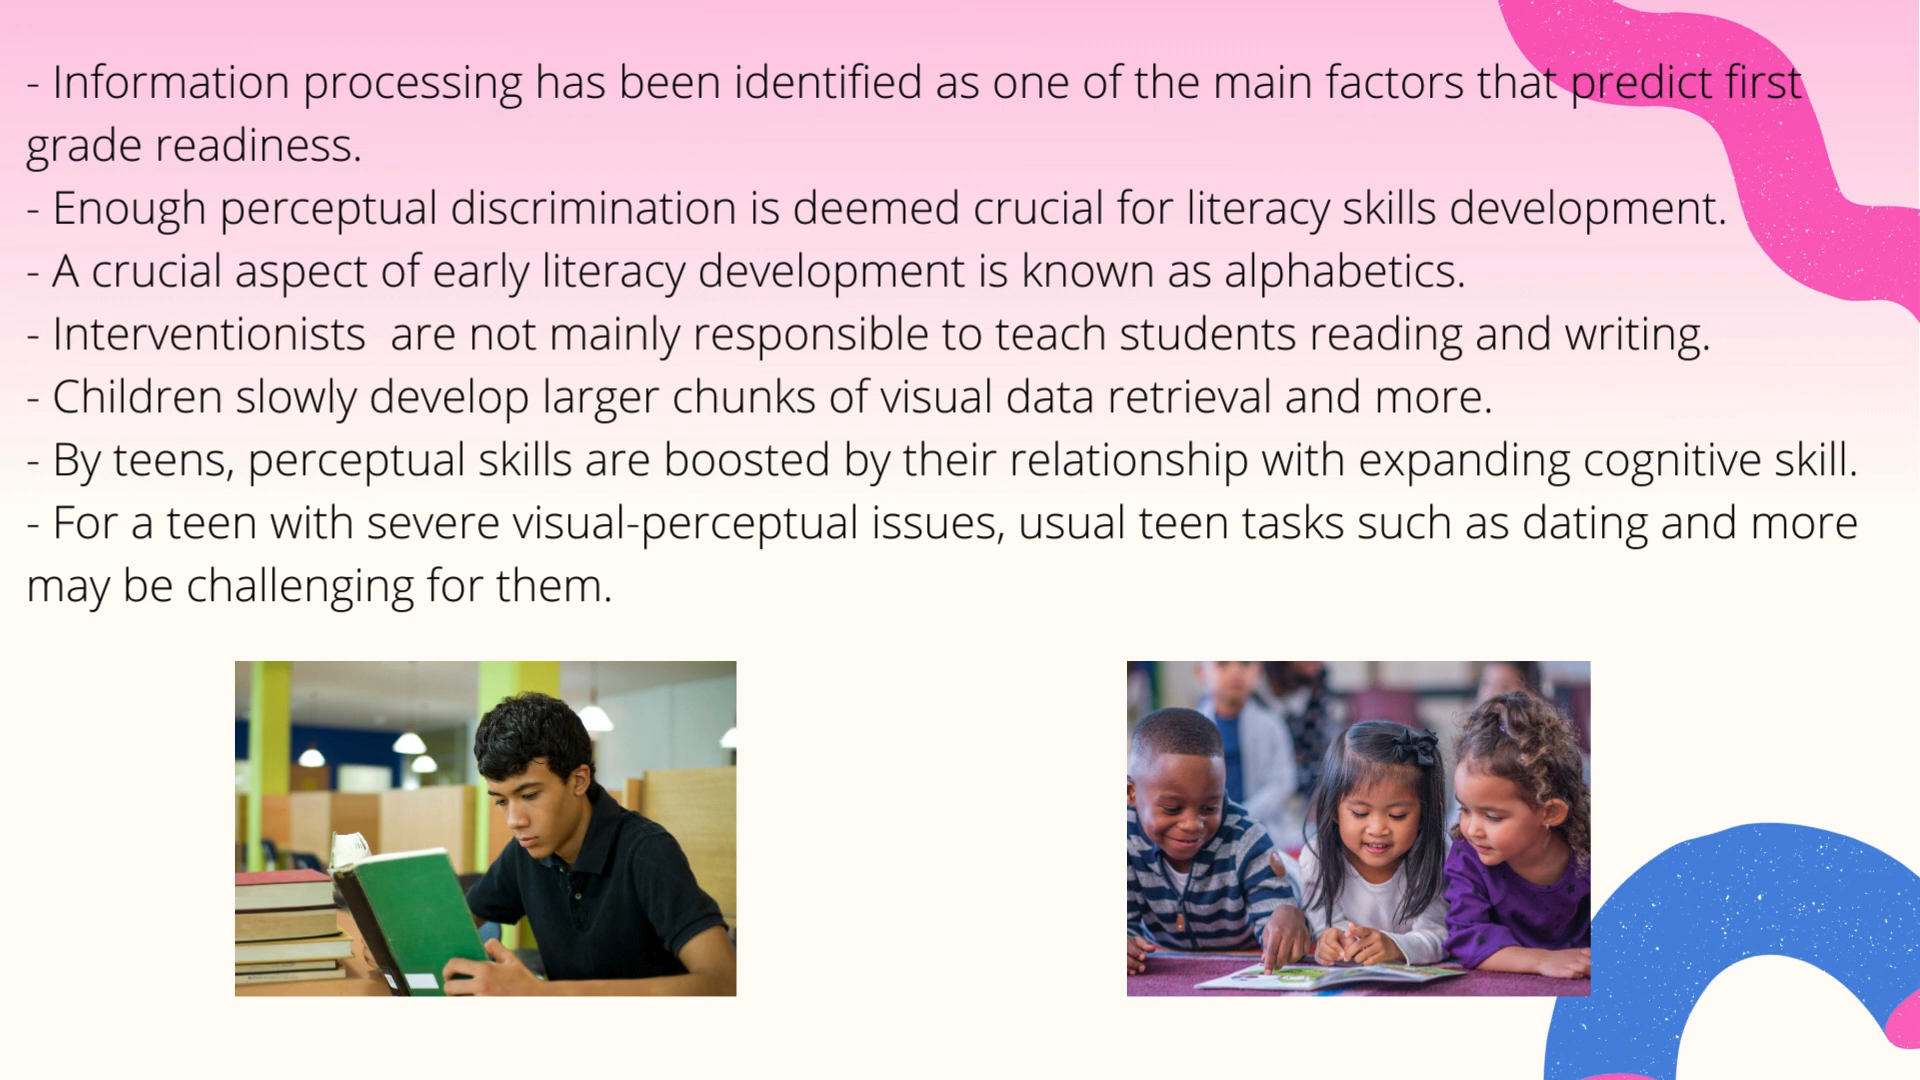 - Information processing has been identified as one of the main factors that predict first
grade readiness.
- Enough perceptual discrimination is deemed crucial for literacy skills development.
- A crucial aspect of early literacy development is known as alphabetics.
- Interventionists  are not mainly responsible to teach students reading and writing.
- Children slowly develop larger chunks of visual data retrieval and more.
- By teens, perceptual skills are boosted by their relationship with expanding cognitive skill.
- For a teen with severe visual-perceptual issues, usual teen tasks such as dating and more
may be challenging for them.